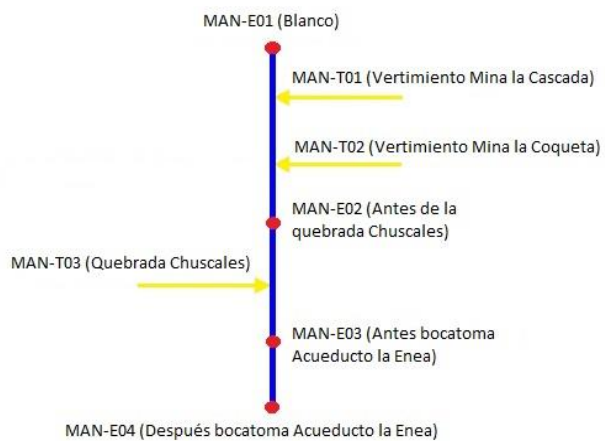 MAN-E01 (Blanco)
MAN-T01 (Vertimiento Mina la Cascada)
MAN-T02 (Vertimiento Mina la Coqueta)
MAN-E02 (Antes de la
quebrada Chuscales)
MAN-T03 (Quebrada Chuscales)
MAN-E03 (Antes bocatoma
Acueducto la Enea)
MAN-E04 (Después bocatoma Acueducto la Enea)